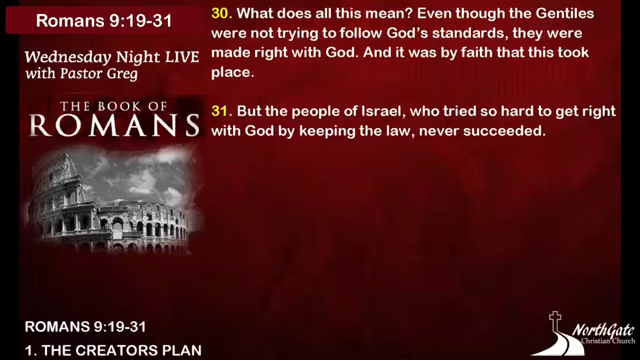 Romans 9:19-31
Wednesday Night LIVE
with Pastor Greg
THE BOOK OF
ROMANS
30. What does all this mean? Even though the Gentiles
were not trying to follow God's standards, they were
made right with God. And it was by faith that this took
place.
31. But the people of Israel, who tried so hard to get right
with God by keeping the law, never succeeded.
ROMANS 9:19-31
1. THE CREATORS PLAN
NorthGate
Christian Church